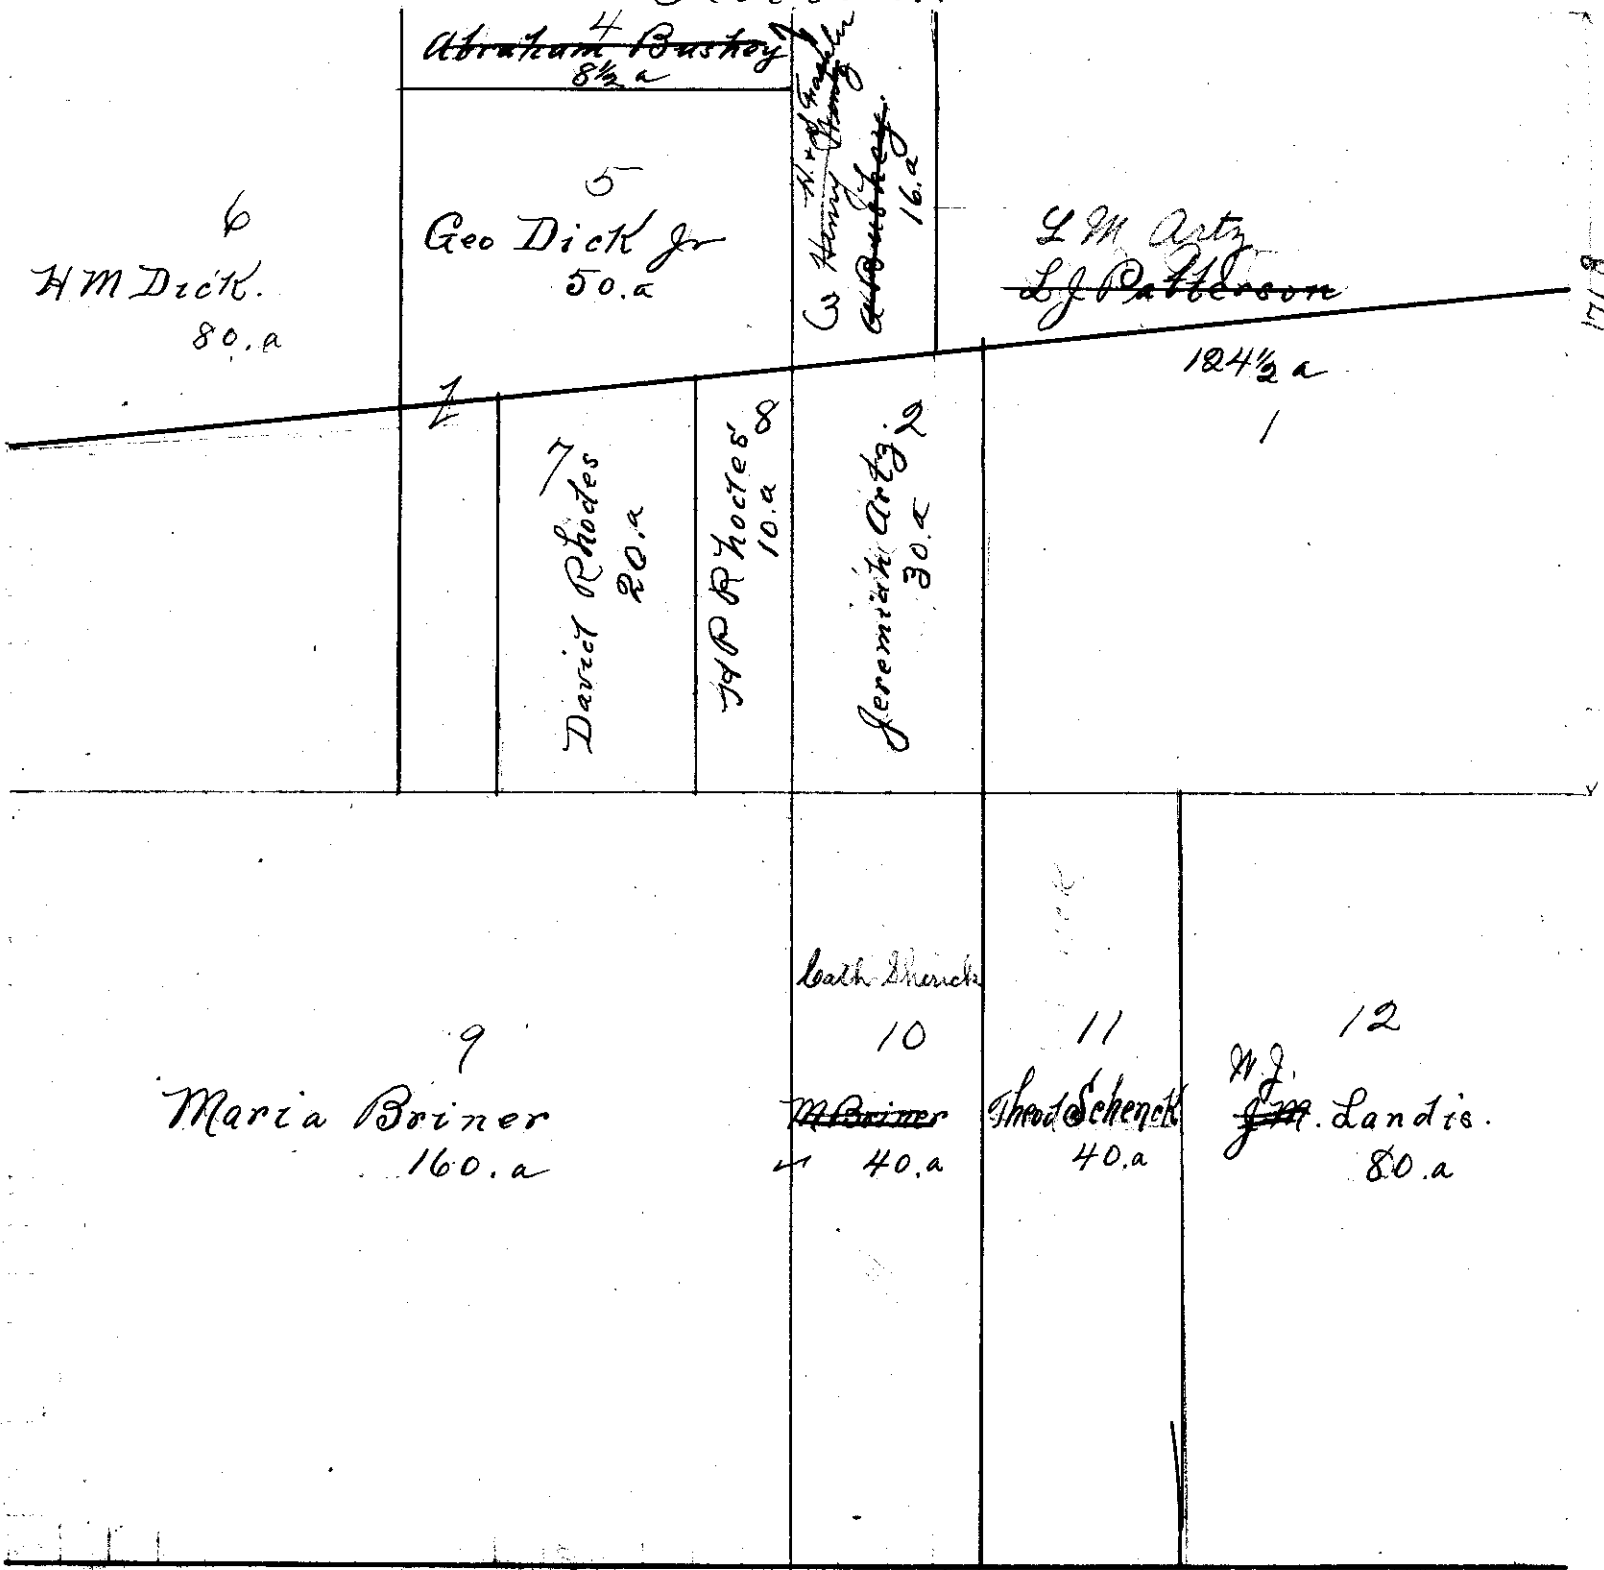 4
Abraham Bushey
8½ a
6
H M Dick.
80.a
5
Geo Dick Jr
50.a
3 Henry
A Bushey.
16.a
L M Artz
L J Patterson
124½ a
1
7
David Rhodes
20.a
H P Rhodes 8
10.a
Jeremiah Artz. 2
30.a
9
Maria Briner
160.a
Cath Shenck
10
M Briner
40.a
11
Theod Schenck
40.a
12
W.J.
J M. Landis.
80.a